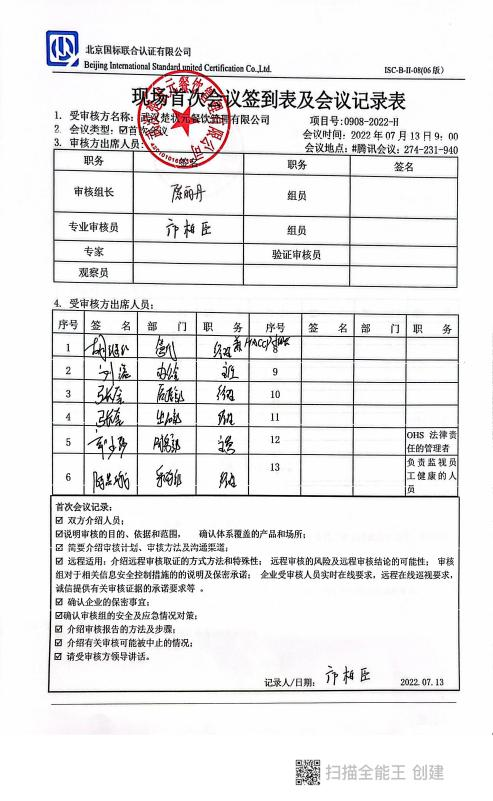 北京国标联合认证有限公司
Beijing International Standard united Certification Co.,Ltd.
ISC-B-II-08(06版)
现场首次会议签到表及会议记录表
1. 受审核方名称：武汉楚状元餐饮管理有限公司 项目号:0908-2022-H
2. 会议类型: ☑首次会议 会议时间: 2022年07月13日9:00
3. 审核方出席人员: 会议地点: #腾讯会议: 274-231-940
职务 签名 职务 签名
审核组长 组员
专业审核员 邝柏臣 组员
专家 验证审核员
观察员
4. 受审核方出席人员:
序号 签 名 部 门 职 务 序号 签 名 部 门 职 务
1 经理 8
2 9
3 经理 10
4 经理 11
5 12 OHS 法律责任的管理者
6 经理 13 负责监视员工健康的人员
首次会议记录:
☑ 双方介绍人员;
☑说明审核的目的、依据和范围， 确认体系覆盖的产品和场所;
☑ 简要介绍审核计划、审核方法及沟通渠道;
☑ 远程适用：介绍远程审核取证的方式方法和特殊性； 远程审核的风险及远程审核结论的可能性； 审核
组对于相关信息安全控制措施的的说明及保密承诺； 企业受审核人员实时在线要求，远程在线巡视要求，
诚信提供有关审核证据的承诺要求等 。
☑ 确认企业的保密事宜;
☑确认审核组的安全及应急情况对策;
☑ 介绍审核报告的方法及步骤;
☑ 介绍有关审核可能被中止的情况;
☑ 请受审核方领导讲话。
记录人/日期: 邝柏臣 2022.07.13
扫描全能王 创建